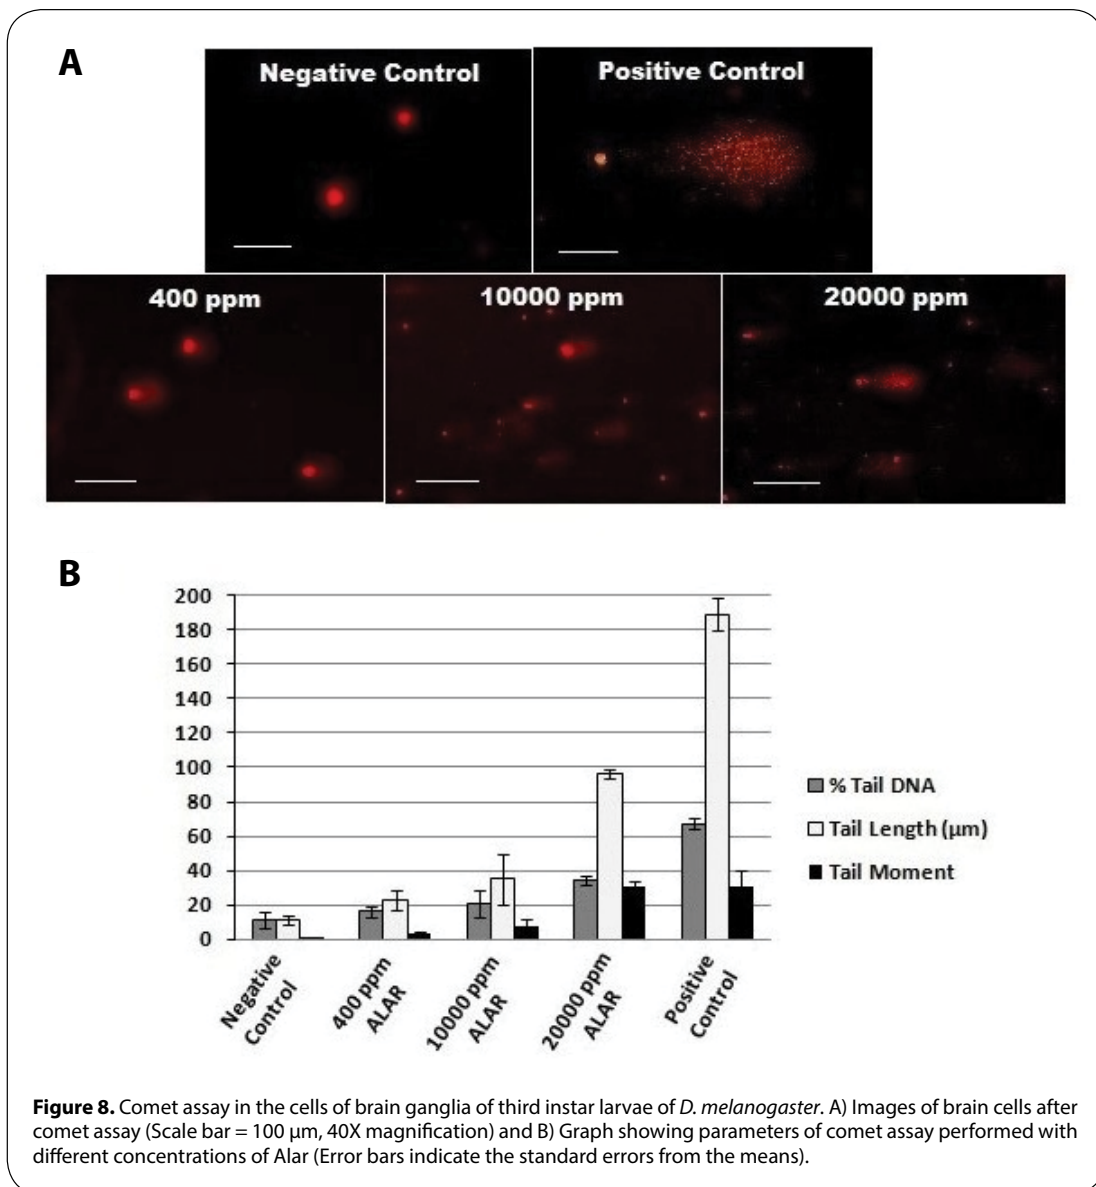 A
Negative Control
Positive Control
400 ppm
10000 ppm
20000 ppm
B
200
180
160
140
120
100
80
60
40
20
0
Negative
Control
400 ppm
ALAR
10000 ppm
ALAR
20000 ppm
ALAR
Positive
Control
% Tail DNA
Tail Length (µm)
Tail Moment
Figure 8. Comet assay in the cells of brain ganglia of third instar larvae of D. melanogaster. A) Images of brain cells after
comet assay (Scale bar = 100 µm, 40X magnification) and B) Graph showing parameters of comet assay performed with
different concentrations of Alar (Error bars indicate the standard errors from the means).